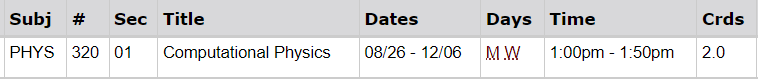 Subj # Sec Title Dates Days Time Crds
PHYS 320 01 Computational Physics 08/26 - 12/06 M W 1:00pm - 1:50pm 2.0